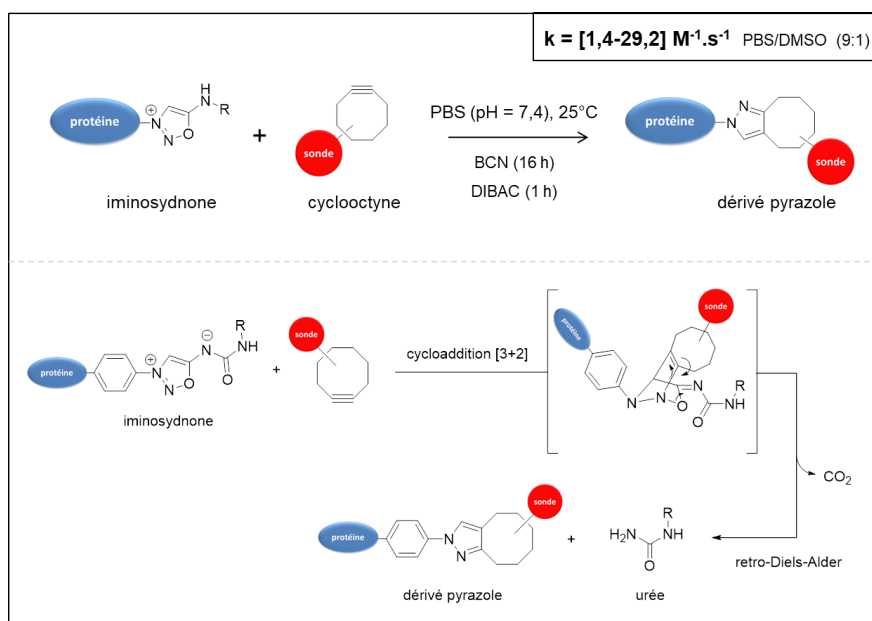 k = [1,4-29,2] M⁻¹.s⁻¹ PBS/DMSO (9:1)
protéine
N
⊕
N
O
HN
R
+
sonde
PBS (pH = 7,4), 25°C
BCN (16 h)
DIBAC (1 h)
protéine
N
N
sonde
iminosydnone
cyclooctyne
dérivé pyrazole
protéine
⊕
N
N
O
⊖
N
O
R
NH
iminosydnone
+
sonde
cycloaddition [3+2]
protéine
sonde
N
N
O
N
O
NH
R
CO₂
retro-Diels-Alder
protéine
N
N
sonde
dérivé pyrazole
+
H₂N
O
NH
R
urée